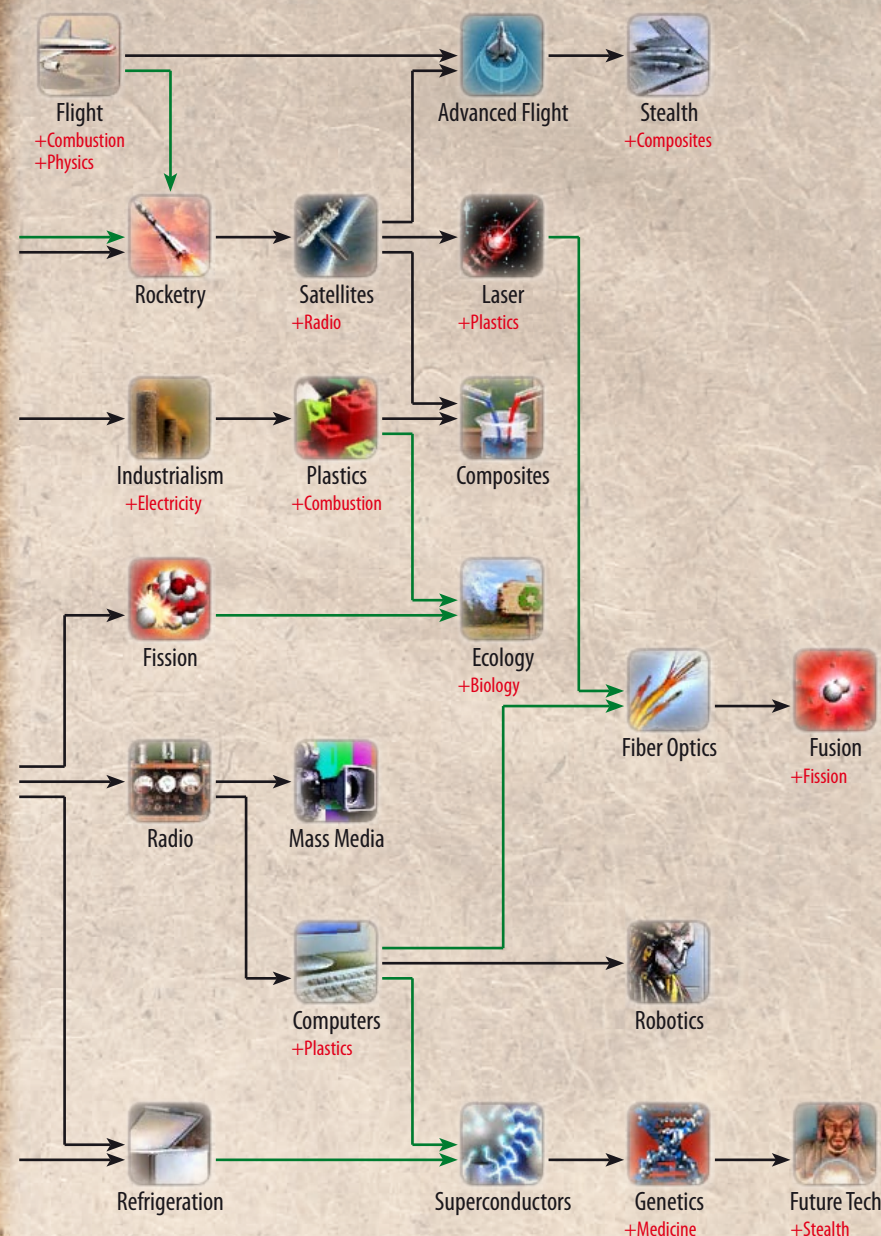 Flight
+Combustion
+Physics
Advanced Flight
Stealth
+Composites
Rocketry
Satellites
+Radio
Laser
+Plastics
Industrialism
+Electricity
Plastics
+Combustion
Composites
Fission
Ecology
+Biology
Fiber Optics
Fusion
+Fission
Radio
Mass Media
Computers
+Plastics
Robotics
Refrigeration
Superconductors
Genetics
+Medicine
Future Tech
+Stealth